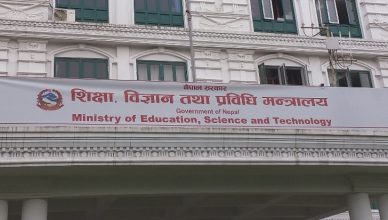 नेपाल सरकार
शिक्षा, विज्ञान तथा प्रविधि मन्त्रालय
Government of Nepal
Ministry of Education, Science and Technology